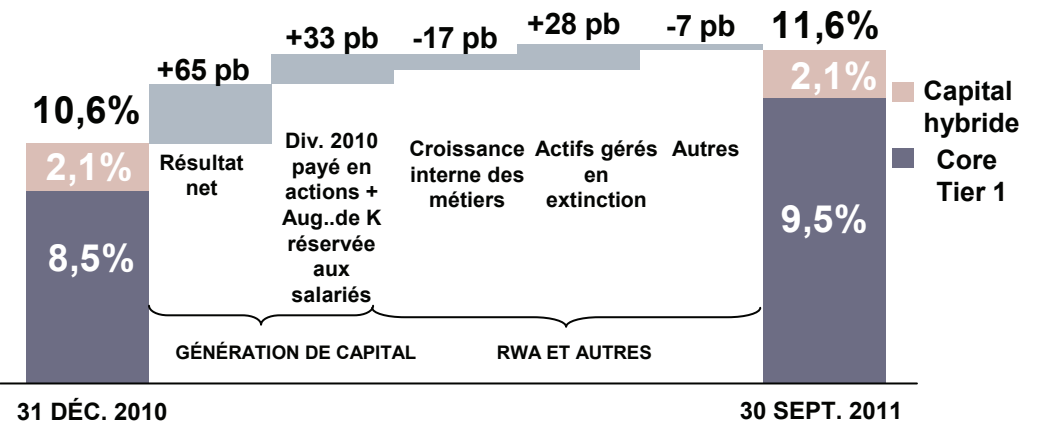 +33 pb
-17 pb
+28 pb
-7 pb
11,6%
+65 pb
10,6%
2,1%
8,5%
Résultat
net
Div. 2010
payé en
actions +
Aug..de K
réservée
aux
salariés
Croissance
interne des
métiers
Actifs gérés
en
extinction
Autres
2,1%
9,5%
Capital
hybride
Core
Tier 1
GÉNÉRATION DE CAPITAL
RWA ET AUTRES
31 DÉC. 2010
30 SEPT. 2011